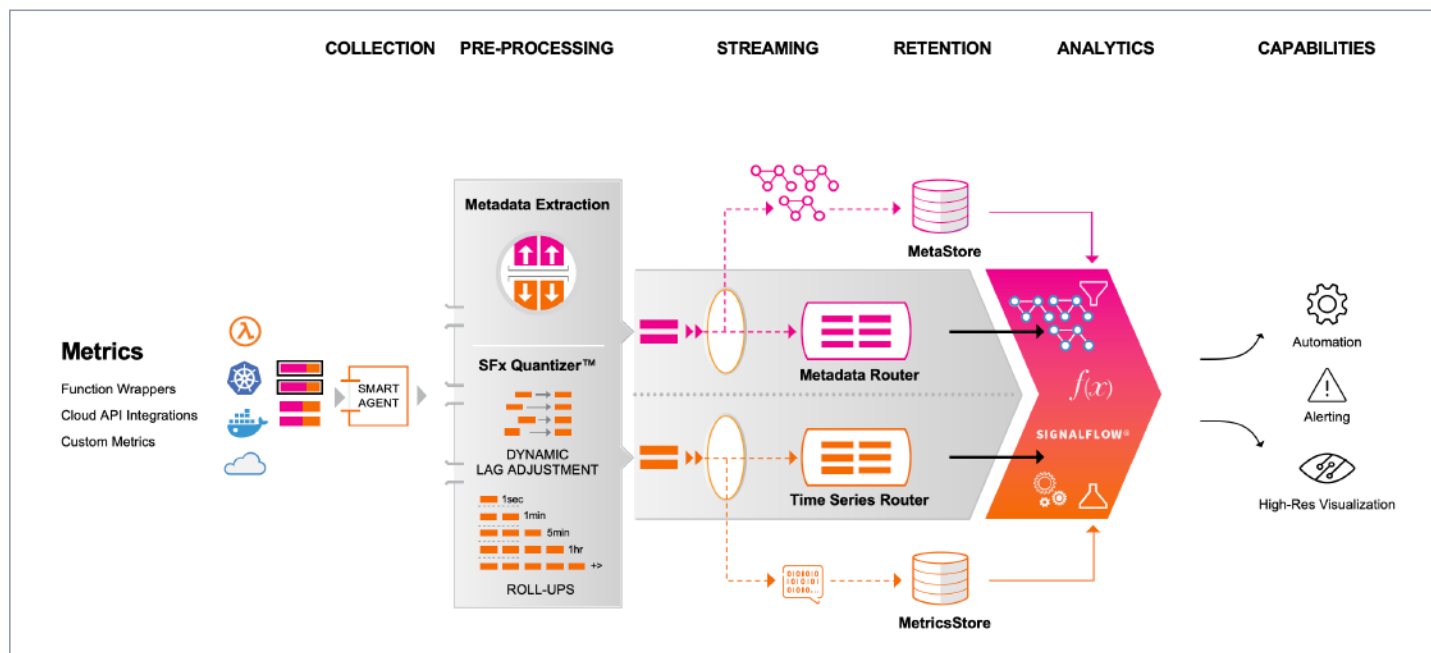 COLLECTION
PRE-PROCESSING
STREAMING
RETENTION
ANALYTICS
CAPABILITIES
Metrics
Function Wrappers
Cloud API Integrations
Custom Metrics
λ
SMART
AGENT
Metadata Extraction
SFx Quantizer™
DYNAMIC
LAG ADJUSTMENT
1sec
1min
5min
1hr
+>
ROLL-UPS
MetaStore
Metadata Router
Time Series Router
010101
MetricsStore
f(x)
SIGNALFLOW®
Automation
Alerting
High-Res Visualization